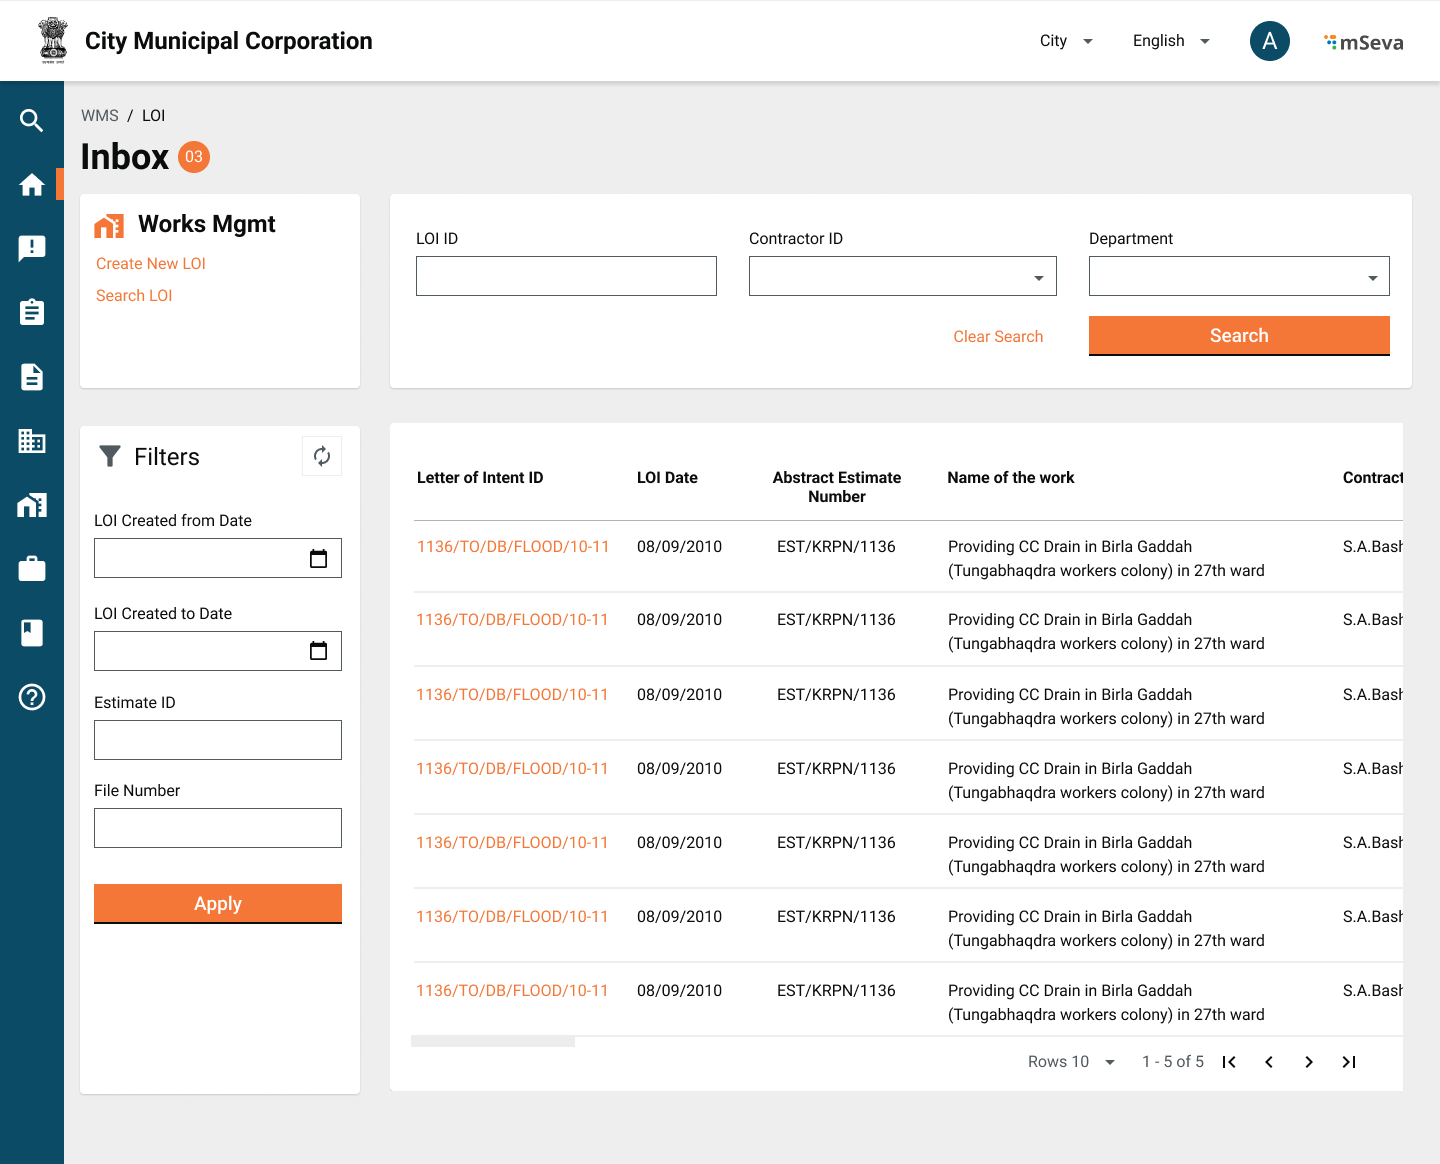 City Municipal Corporation
City
English
A
mSeva
WMS / LOI
Inbox 03
Works Mgmt
Create New LOI
Search LOI
LOI ID
Contractor ID
Department
Clear Search
Search
Filters
LOI Created from Date
LOI Created to Date
Estimate ID
File Number
Apply
Letter of Intent ID LOI Date Abstract Estimate Name of the work Contract
Number
1136/TO/DB/FLOOD/10-11 08/09/2010 EST/KRPN/1136 Providing CC Drain in Birla Gaddah S.A.Bash
(Tungabhaqdra workers colony) in 27th ward
1136/TO/DB/FLOOD/10-11 08/09/2010 EST/KRPN/1136 Providing CC Drain in Birla Gaddah S.A.Bash
(Tungabhaqdra workers colony) in 27th ward
1136/TO/DB/FLOOD/10-11 08/09/2010 EST/KRPN/1136 Providing CC Drain in Birla Gaddah S.A.Bash
(Tungabhaqdra workers colony) in 27th ward
1136/TO/DB/FLOOD/10-11 08/09/2010 EST/KRPN/1136 Providing CC Drain in Birla Gaddah S.A.Bash
(Tungabhaqdra workers colony) in 27th ward
1136/TO/DB/FLOOD/10-11 08/09/2010 EST/KRPN/1136 Providing CC Drain in Birla Gaddah S.A.Bash
(Tungabhaqdra workers colony) in 27th ward
1136/TO/DB/FLOOD/10-11 08/09/2010 EST/KRPN/1136 Providing CC Drain in Birla Gaddah S.A.Bash
(Tungabhaqdra workers colony) in 27th ward
1136/TO/DB/FLOOD/10-11 08/09/2010 EST/KRPN/1136 Providing CC Drain in Birla Gaddah S.A.Bash
(Tungabhaqdra workers colony) in 27th ward
Rows 10 1 - 5 of 5